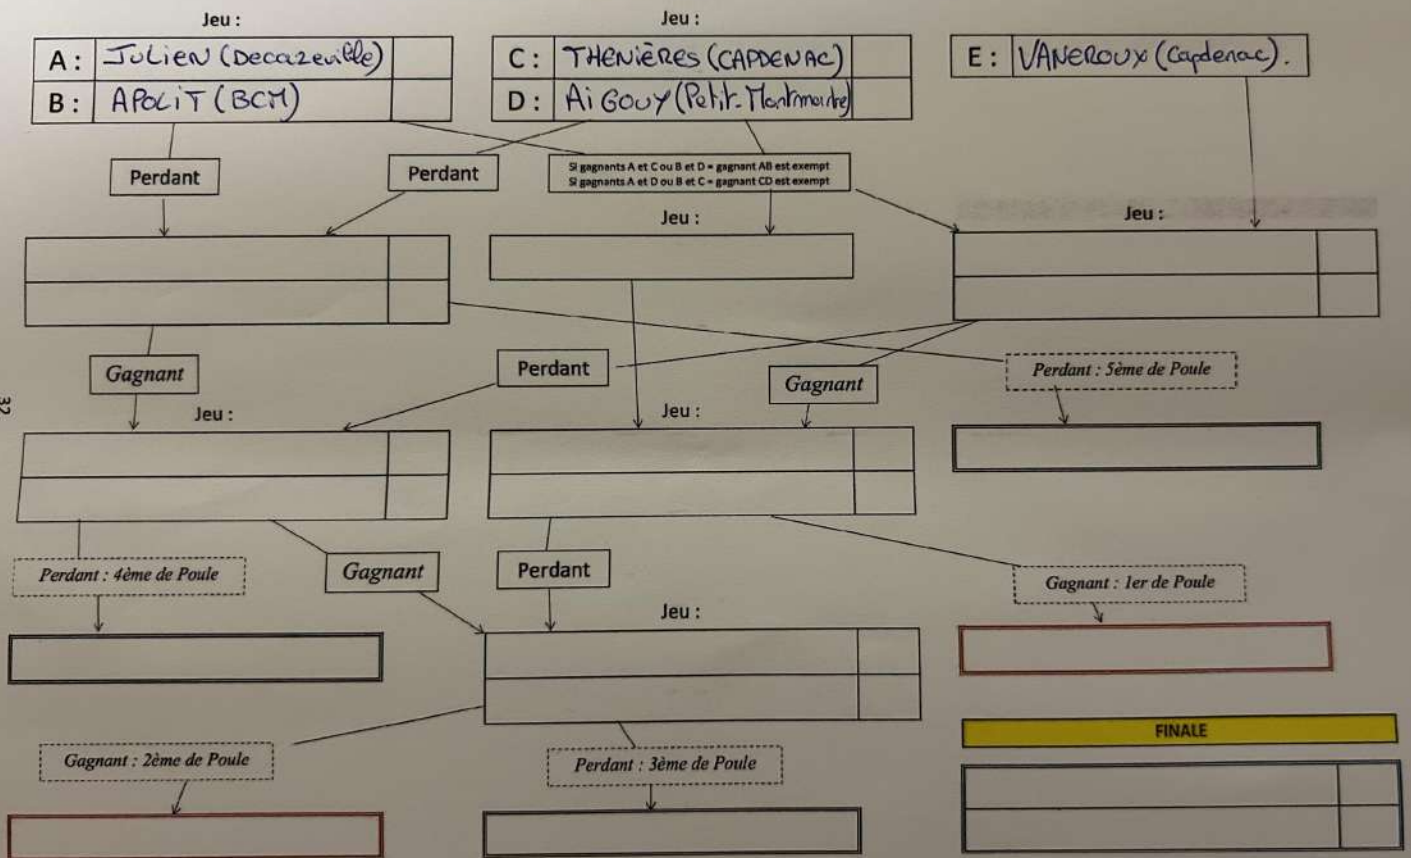 Jeu :
Jeu :
A : JULIEN (Decazeville)
C : THENIÈRES (CAPDENAC)
E : VANEROUX (Capdenac).
B : APOLIT (BCM)
D : AIGOUY (Petit-Montmartre)
Perdant
Perdant
Si gagnants A et C ou B et D = gagnant AB est exempt
Si gagnants A et D ou B et C = gagnant CD est exempt
Jeu :
Jeu :
Gagnant
Perdant
Gagnant
Perdant : 5ème de Poule
32
Jeu :
Jeu :
Perdant : 4ème de Poule
Gagnant
Perdant
Gagnant : 1er de Poule
Jeu :
FINALE
Gagnant : 2ème de Poule
Perdant : 3ème de Poule